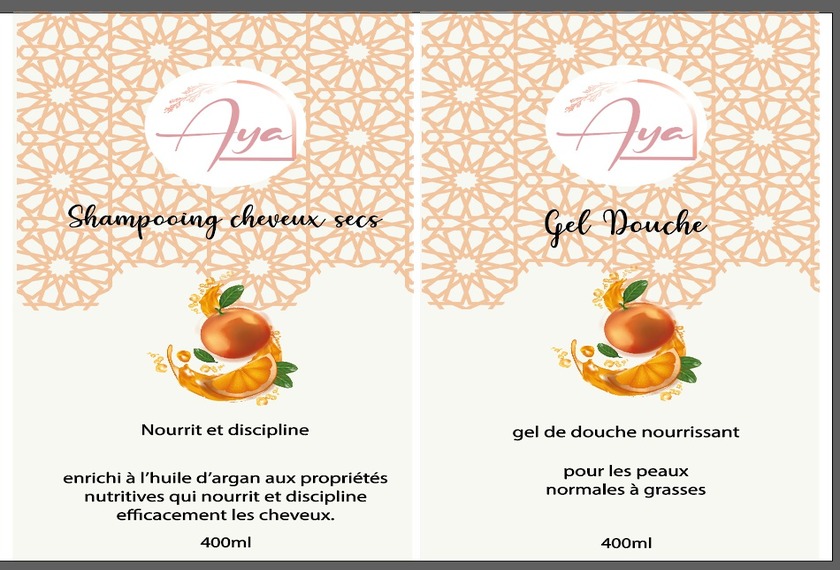 Aya
Shampooing cheveux secs
Nourrit et discipline
enrichi à l'huile d'argan aux propriétés
nutritives qui nourrit et discipline
efficacement les cheveux.
400ml
Aya
Gel Douche
gel de douche nourrissant
pour les peaux
normales à grasses
400ml